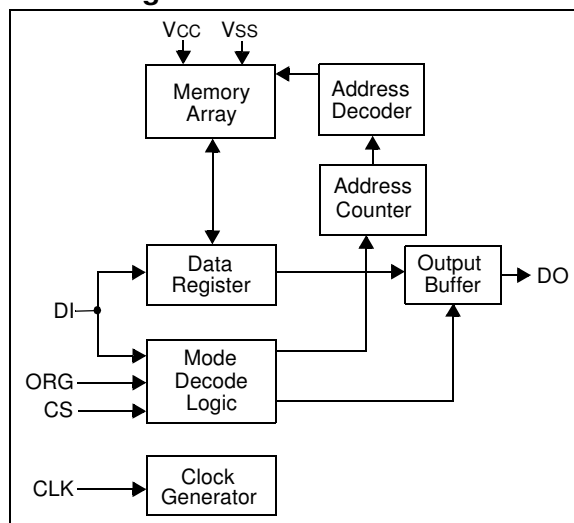 VCC VSS
Memory
Array
Address
Decoder
Address
Counter
Data
Register
Output
Buffer
DO
DI
Mode
Decode
Logic
ORG
CS
CLK
Clock
Generator